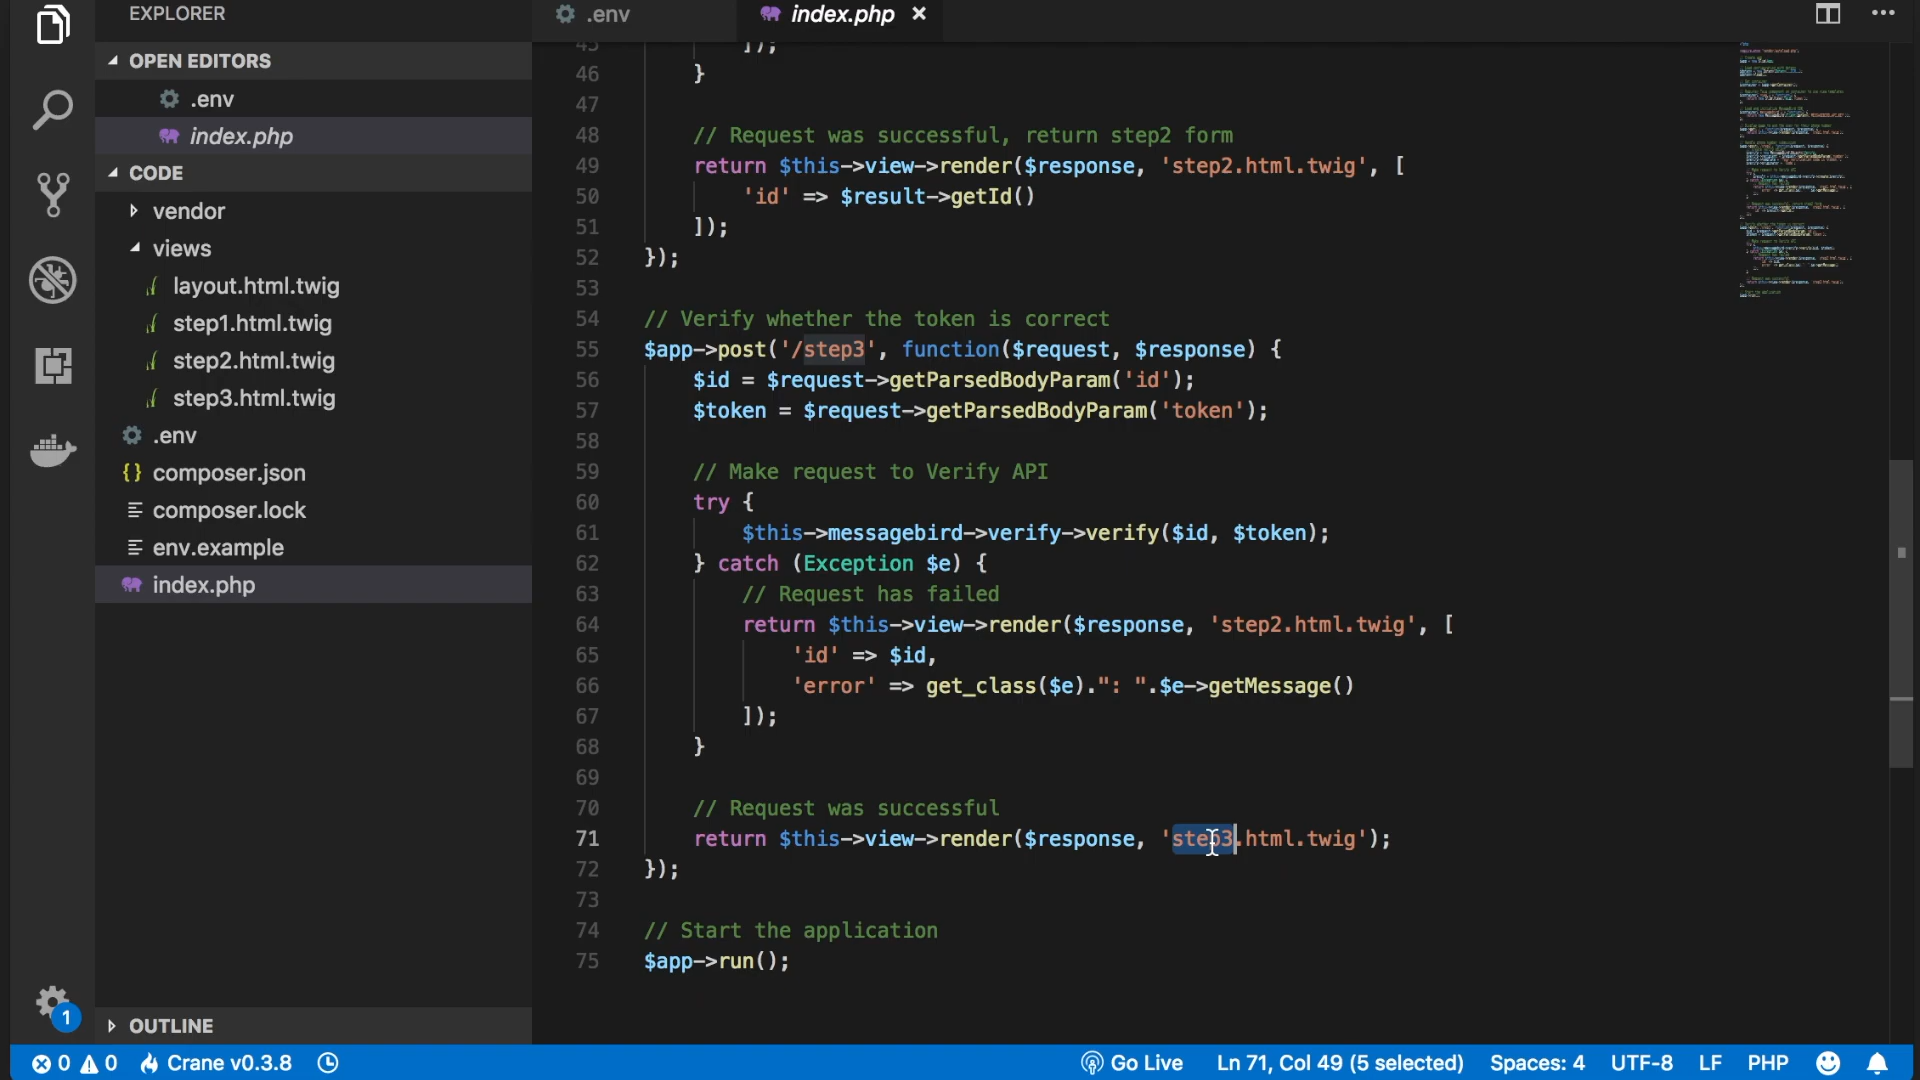 EXPLORER
OPEN EDITORS
.env
index.php
CODE
vendor
views
layout.html.twig
step1.html.twig
step2.html.twig
step3.html.twig
.env
{} composer.json
composer.lock
env.example
index.php
OUTLINE
1
.env
index.php ×
45 ]);
46 }
47
48 // Request was successful, return step2 form
49 return $this->view->render($response, 'step2.html.twig', [
50 'id' => $result->getId()
51 ]);
52 });
53
54 // Verify whether the token is correct
55 $app->post('/step3', function($request, $response) {
56 $id = $request->getParsedBodyParam('id');
57 $token = $request->getParsedBodyParam('token');
58
59 // Make request to Verify API
60 try {
61 $this->messagebird->verify->verify($id, $token);
62 } catch (Exception $e) {
63 // Request has failed
64 return $this->view->render($response, 'step2.html.twig', [
65 'id' => $id,
66 'error' => get_class($e).": ".$e->getMessage()
67 ]);
68 }
69
70 // Request was successful
71 return $this->view->render($response, 'step3.html.twig');
72 });
73
74 // Start the application
75 $app->run();
0 0 Crane v0.3.8 Go Live Ln 71, Col 49 (5 selected) Spaces: 4 UTF-8 LF PHP